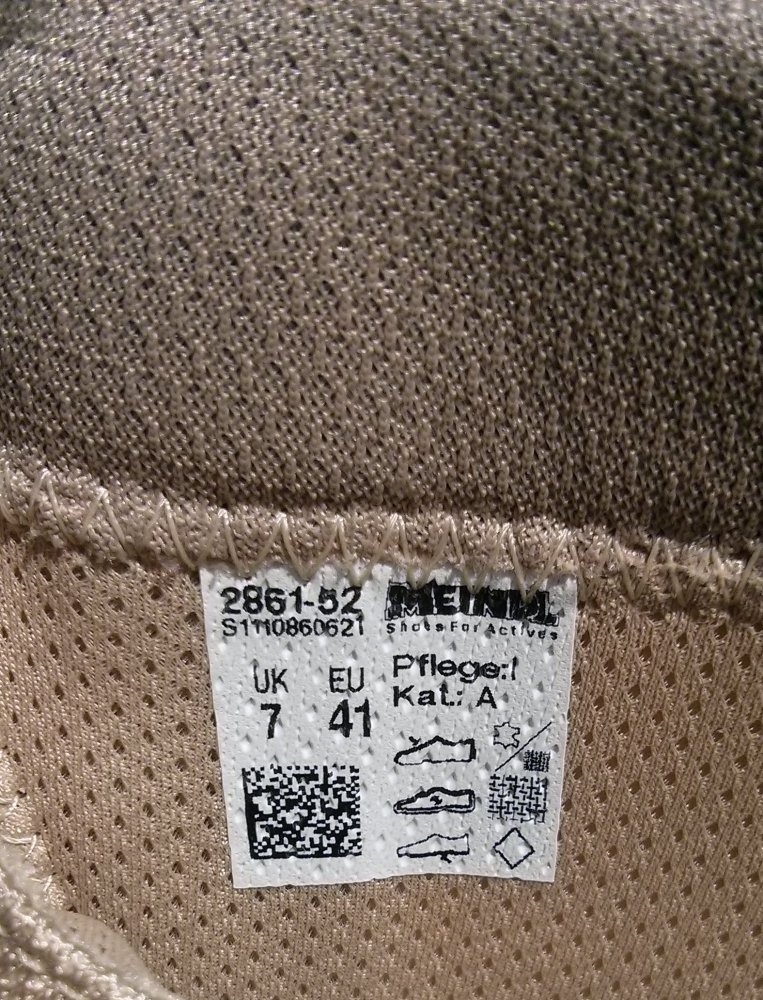 2861-52
MEINDL
S1110860621
Shoes For Actives
UK EU
7 41
Pflege:I
Kat.: A